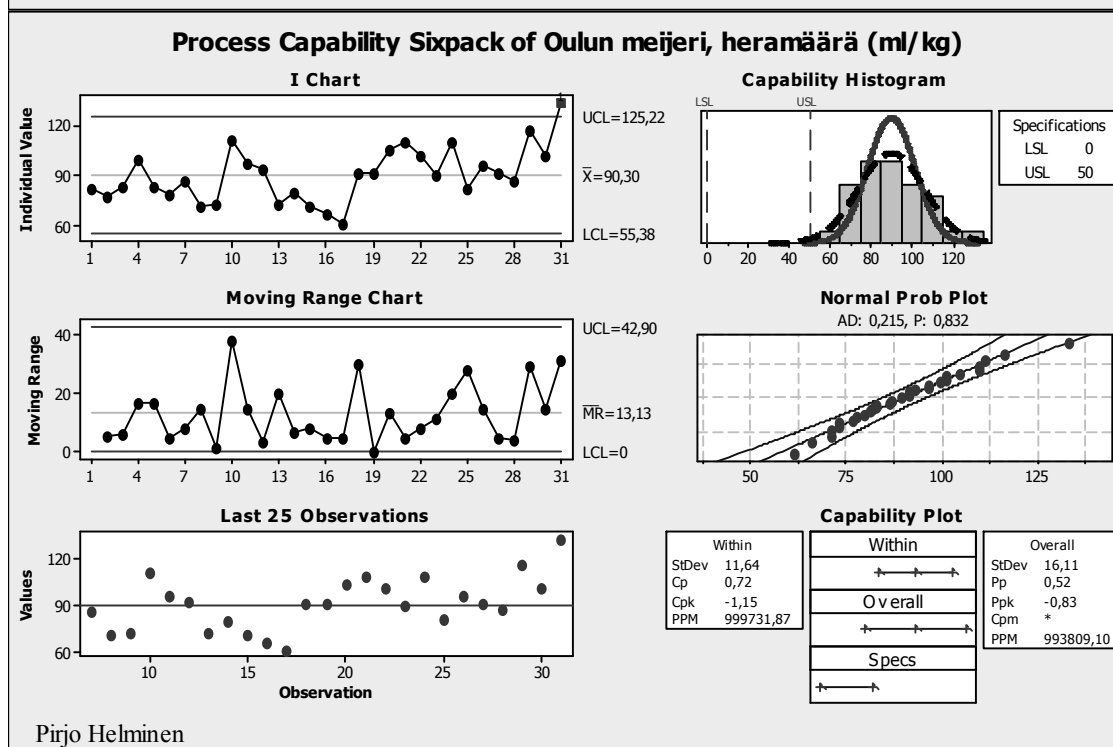 Process Capability Sixpack of Oulun meijeri, heramäärä (ml/kg)
I Chart
Individual Value
120
90
60
1 4 7 10 13 16 19 22 25 28 31
1
UCL=125,22
X=90,30
LCL=55,38
Capability Histogram
LSL USL
0 20 40 60 80 100 120
Specifications
LSL 0
USL 50
Moving Range Chart
Moving Range
40
20
0
1 4 7 10 13 16 19 22 25 28 31
UCL=42,90
MR=13,13
LCL=0
Normal Prob Plot
AD: 0,215, P: 0,832
50 75 100 125
Last 25 Observations
Values
120
90
60
10 15 20 25 30
Observation
Capability Plot
Within
StDev 11,64
Cp 0,72
Cpk -1,15
PPM 999731,87
Within
Overall
Specs
Overall
StDev 16,11
Pp 0,52
Ppk -0,83
Cpm *
PPM 993809,10
Pirjo Helminen